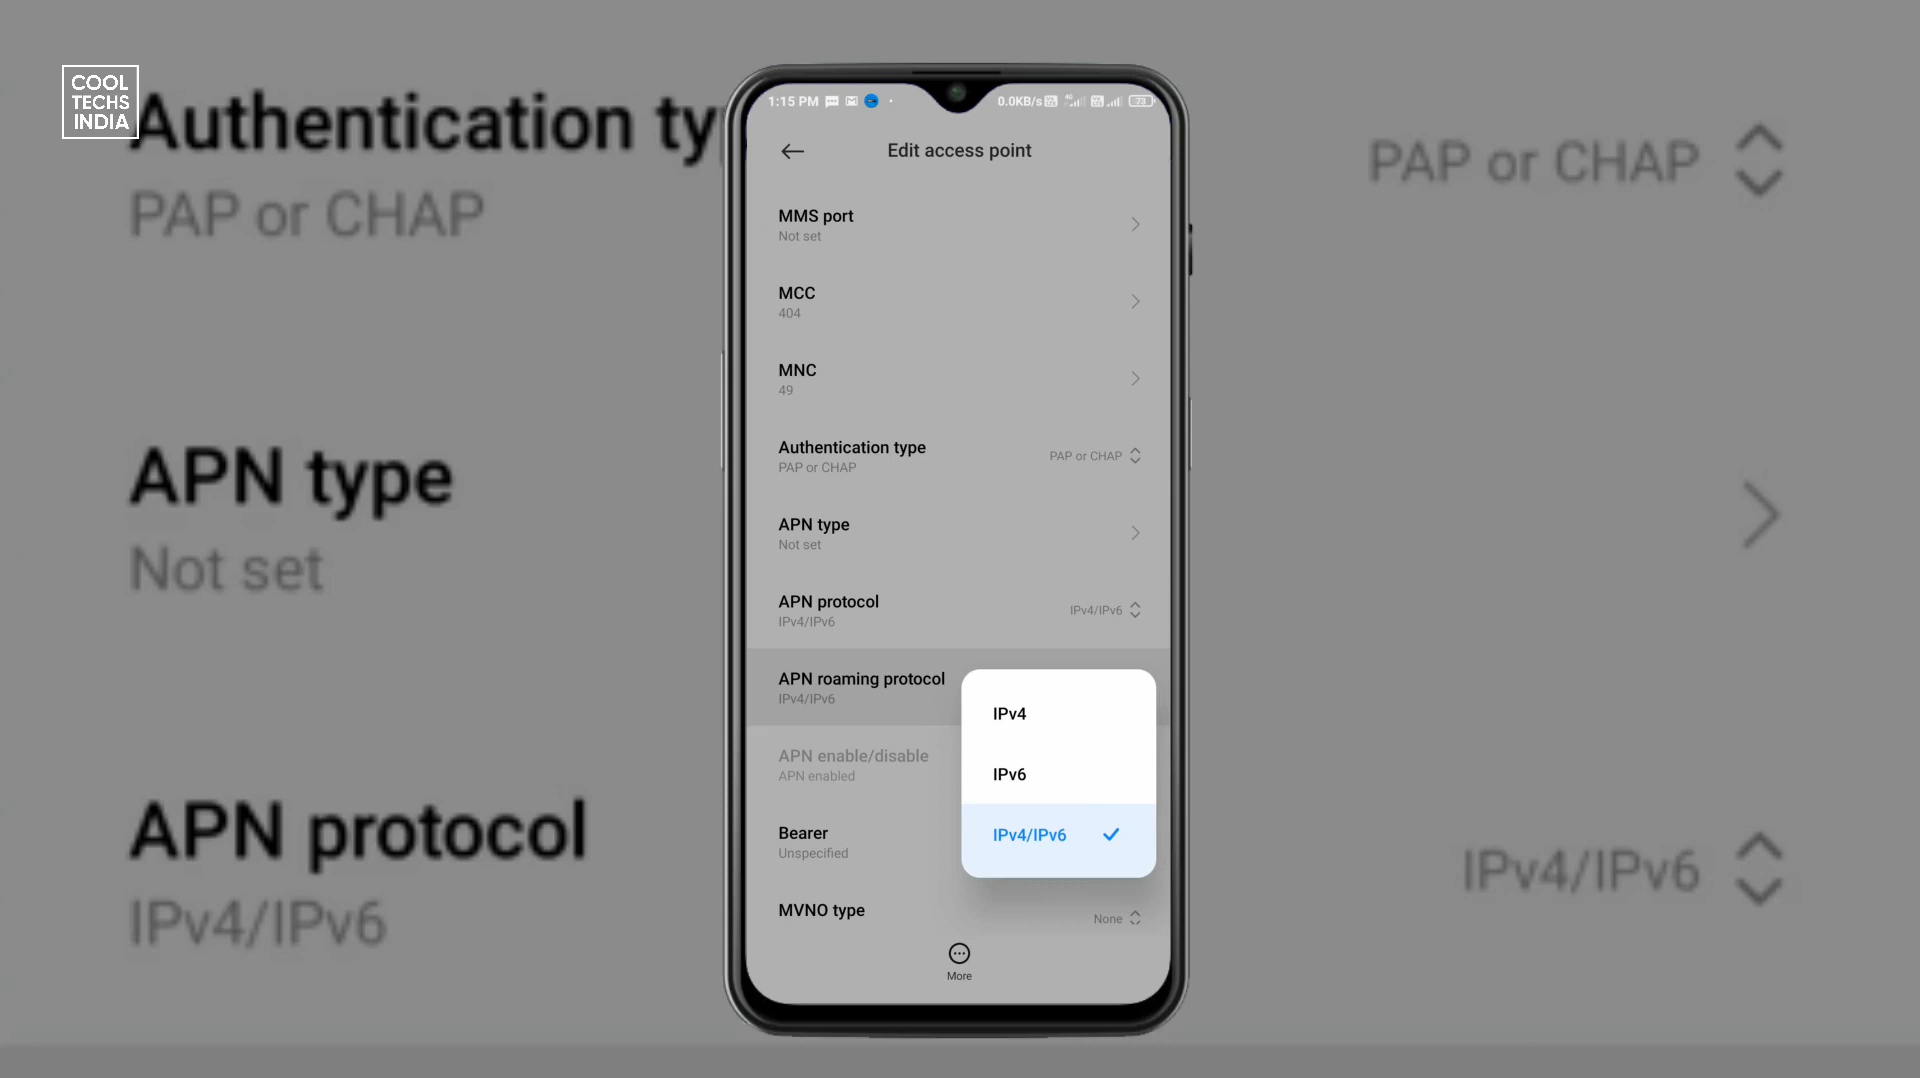 COOL
TECHS
INDIA
Authentication ty
PAP or CHAP
PAP or CHAP
APN type
Not set
APN protocol
IPv4/IPv6
IPv4/IPv6
1:15 PM
0.0KB/s
4G
73
Edit access point
MMS port
Not set
MCC
404
MNC
49
Authentication type
PAP or CHAP
PAP or CHAP
APN type
Not set
APN protocol
IPv4/IPv6
IPv4/IPv6
APN roaming protocol
IPv4/IPv6
IPv4
IPv6
IPv4/IPv6
APN enable/disable
APN enabled
Bearer
Unspecified
MVNO type
None
More